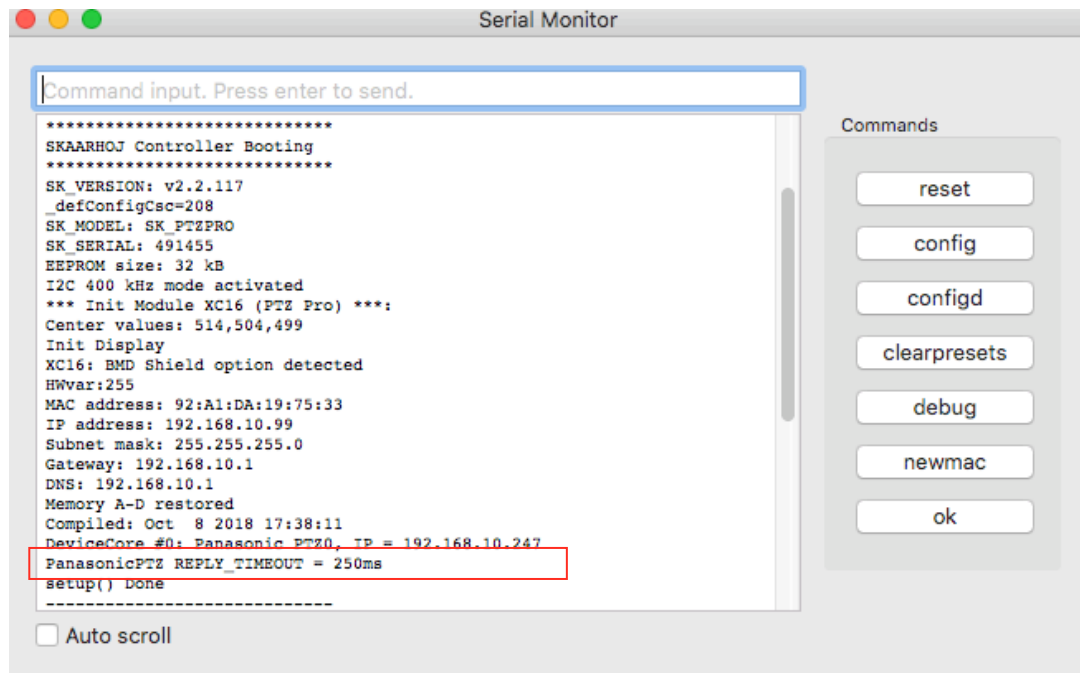 Serial Monitor
Command input. Press enter to send.
*****************************
SKAARHOJ Controller Booting
*****************************
SK_VERSION: v2.2.117
_defConfigCsc=208
SK_MODEL: SK_PTZPRO
SK_SERIAL: 491455
EEPROM size: 32 kB
I2C 400 kHz mode activated
*** Init Module XC16 (PTZ Pro) ***:
Center values: 514,504,499
Init Display
XC16: BMD Shield option detected
HWvar:255
MAC address: 92:A1:DA:19:75:33
IP address: 192.168.10.99
Subnet mask: 255.255.255.0
Gateway: 192.168.10.1
DNS: 192.168.10.1
Memory A-D restored
Compiled: Oct  8 2018 17:38:11
DeviceCore #0: Panasonic PTZ0, IP = 192.168.10.247
PanasonicPTZ REPLY_TIMEOUT = 250ms
setup() Done
-----------------------------
Auto scroll
Commands
reset
config
configd
clearpresets
debug
newmac
ok